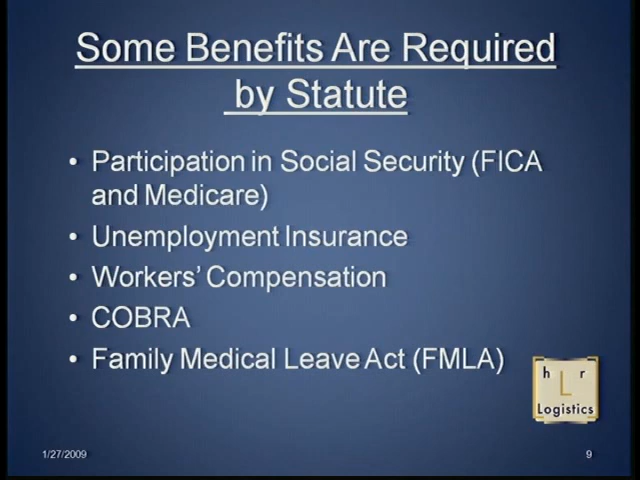 Some Benefits Are Required
by Statute
• Participation in Social Security (FICA
and Medicare)
• Unemployment Insurance
• Workers' Compensation
• COBRA
• Family Medical Leave Act (FMLA)
h r
L
Logistics
1/27/2009
9